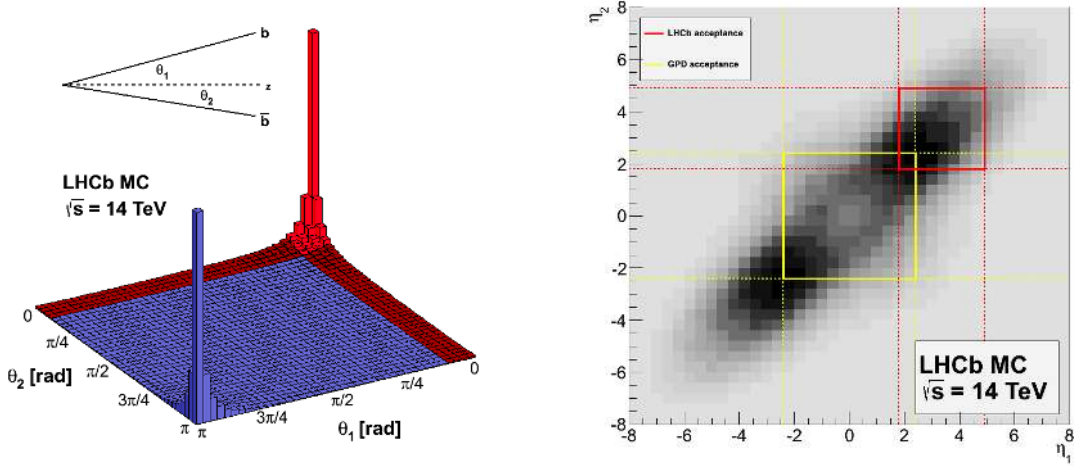 b
θ1
z
θ2
b̅
LHCb MC
√s = 14 TeV
0
π/4
π/2
3π/4
π
θ2 [rad]
π
3π/4
π/2
π/4
0
θ1 [rad]
η2
8
6
4
2
0
-2
-4
-6
-8
LHCb acceptance
GPD acceptance
LHCb MC
√s = 14 TeV
-8 -6 -4 -2 0 2 4 6 8
η1